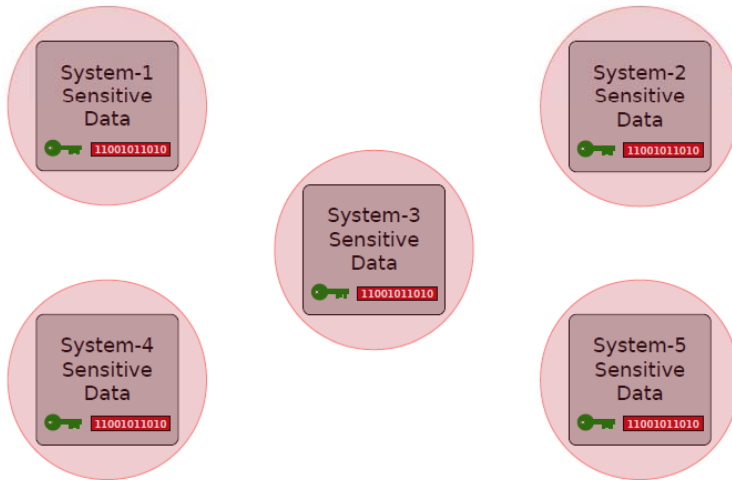 System-1
Sensitive
Data
11001011010
System-2
Sensitive
Data
11001011010
System-3
Sensitive
Data
11001011010
System-4
Sensitive
Data
11001011010
System-5
Sensitive
Data
11001011010